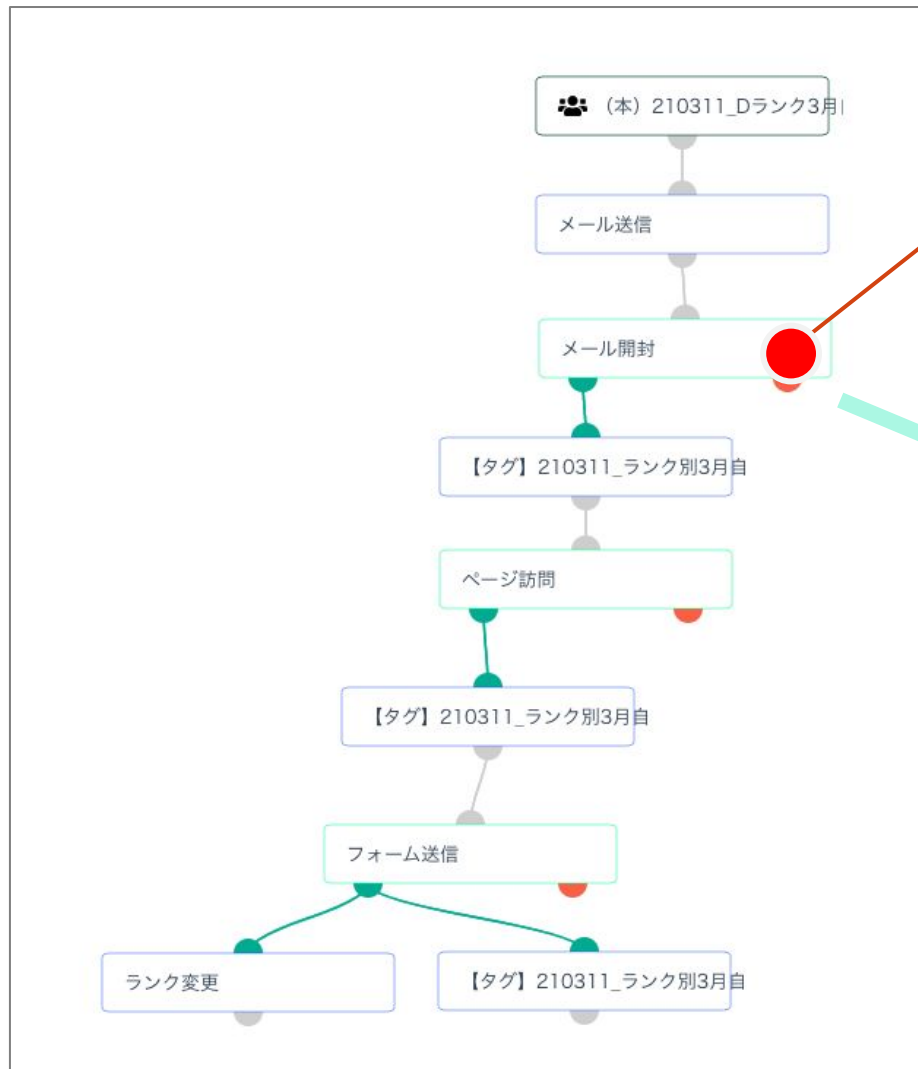 （本）210311_Dランク3月
メール送信
メール開封
【タグ】210311_ランク別3月自
ページ訪問
【タグ】210311_ランク別3月自
フォーム送信
ランク変更
【タグ】210311_ランク別3月自